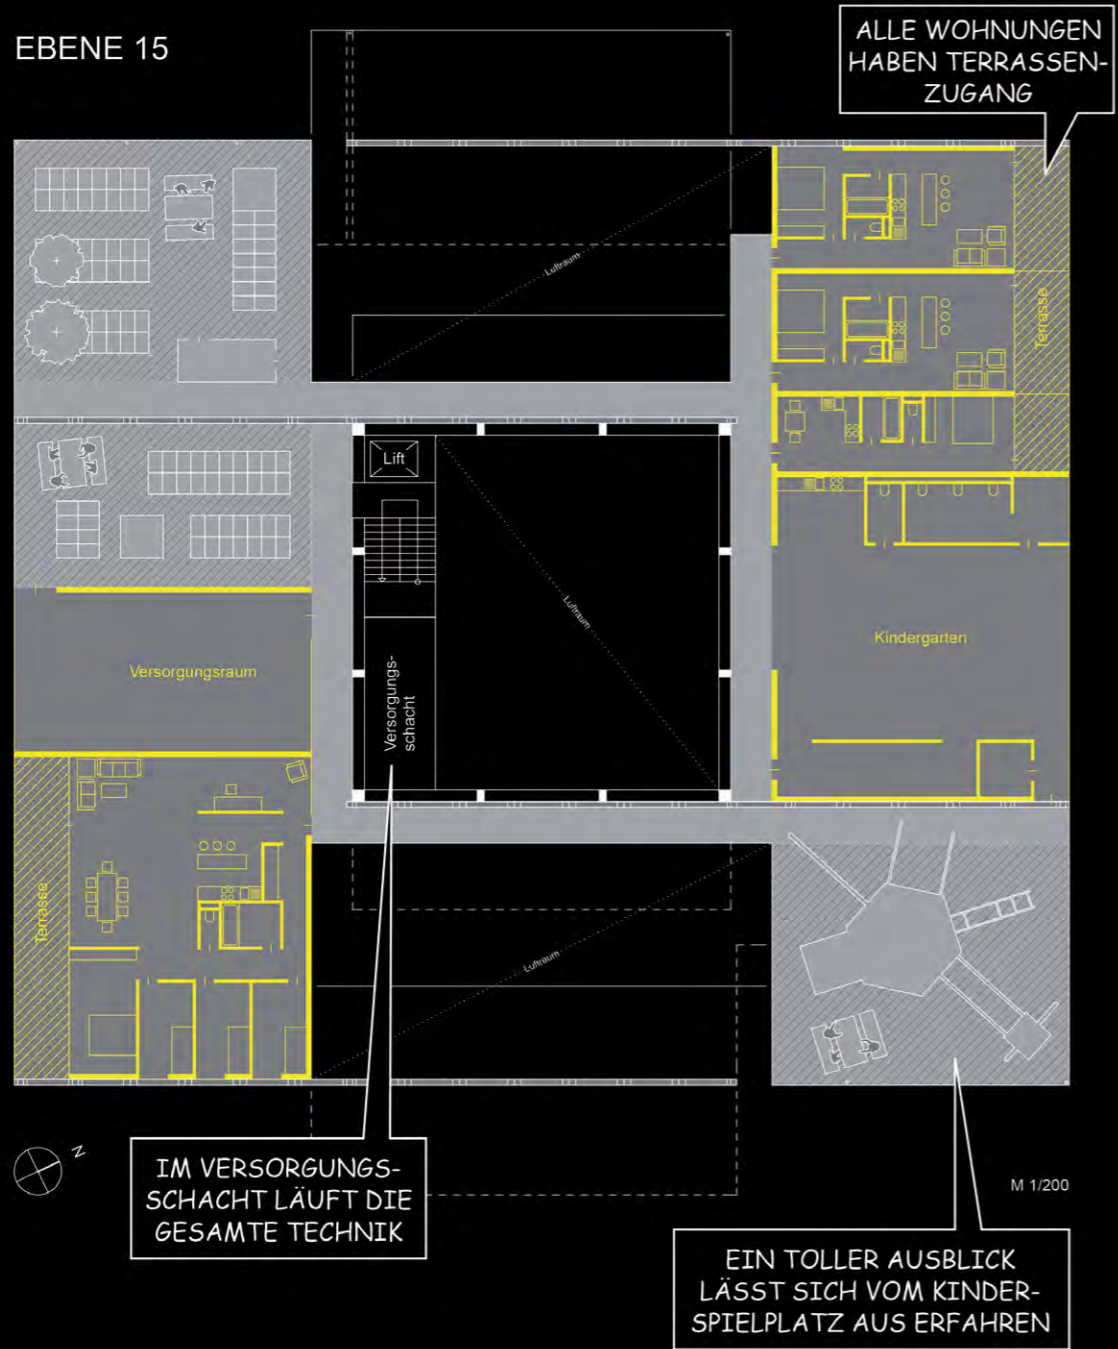 EBENE 15
ALLE WOHNUNGEN
HABEN TERRASSEN-
ZUGANG
Luftraum
Terrasse
Lift
Luftraum
Kindergarten
Versorgungsraum
Versorgungs-
schacht
Terrasse
Luftraum
N
IM VERSORGUNGS-
SCHACHT LÄUFT DIE
GESAMTE TECHNIK
M 1/200
EIN TOLLER AUSBLICK
LÄSST SICH VOM KINDER-
SPIELPLATZ AUS ERFAHREN